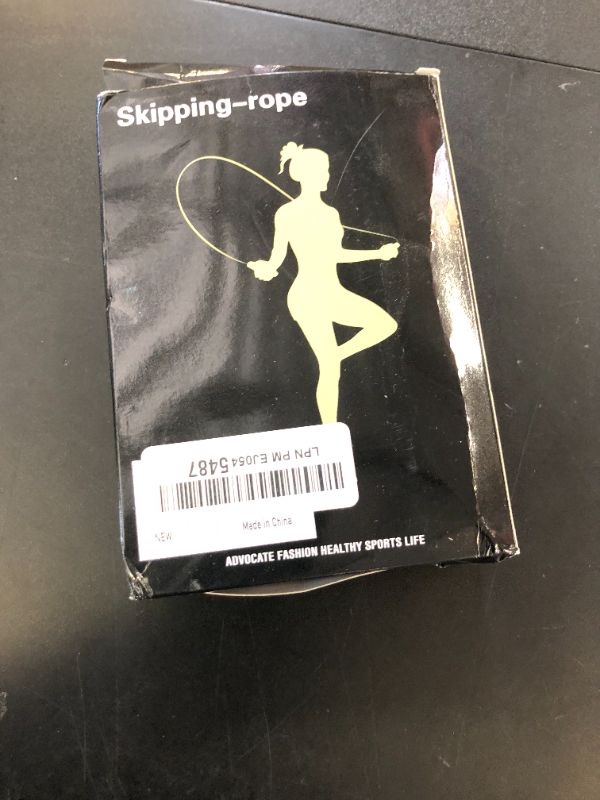 Skipping–rope
LPN PM EJ0545487
NEW
Made in China
ADVOCATE FASHION HEALTHY SPORTS LIFE